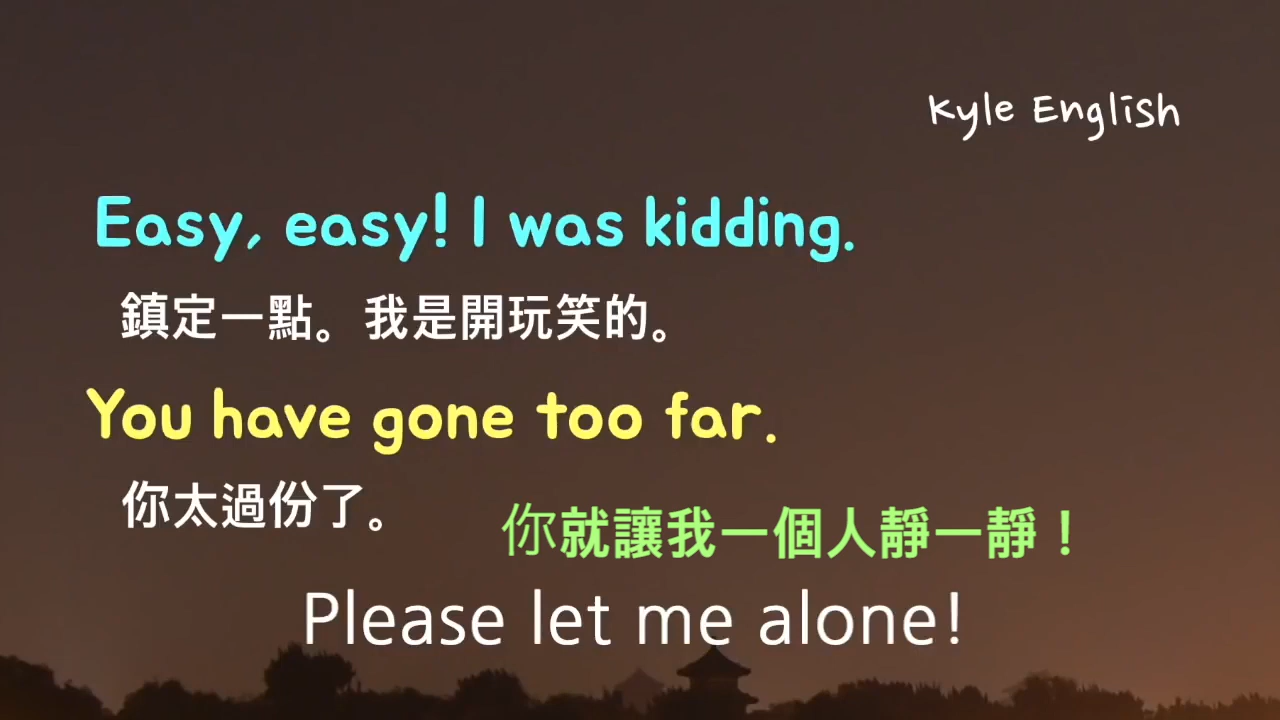 Kyle English
Easy, easy! I was kidding.
鎮定一點。我是開玩笑的。
You have gone too far.
你太過份了。
你就讓我一個人靜一靜！
Please let me alone!